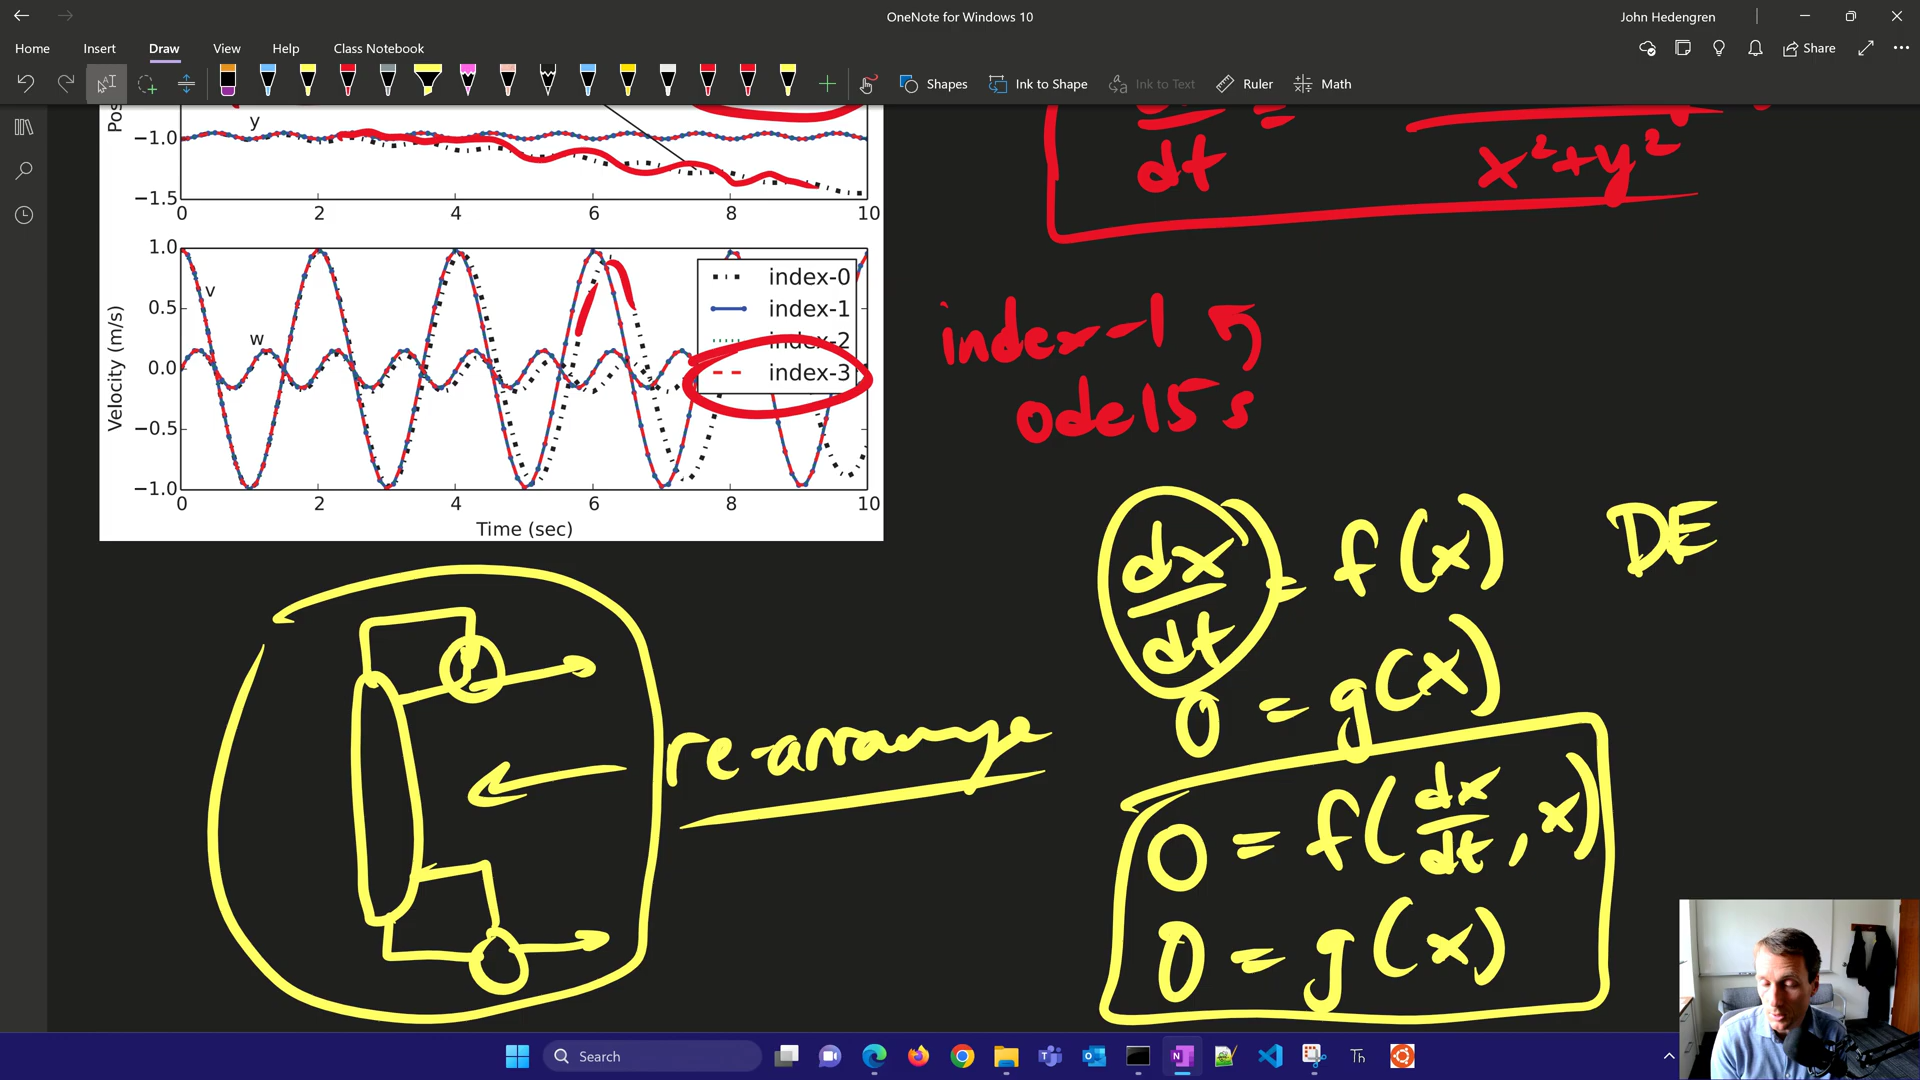 OneNote for Windows 10
John Hedengren
Home Insert Draw View Help Class Notebook
Share
Shapes Ink to Shape Ink to Text Ruler Math
y
−1.0
−1.5
0 2 4 6 8 10
1.0
0.5
0.0
−0.5
−1.0
Velocity (m/s)
v
w
index-0
index-1
index-2
index-3
0 2 4 6 8 10
Time (sec)
dt =
x²+y²
index-1
ode15s
dx/dt = f(x) DE
0 = g(x)
re-arrange
0 = f(dx/dt, x)
0 = g(x)
Search
Th